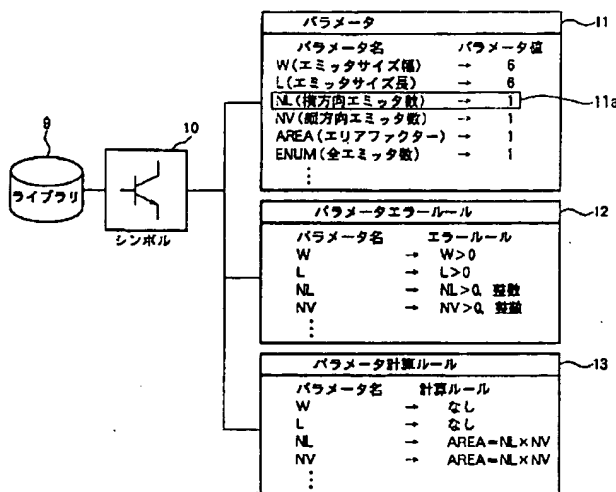 パラメータ
11
パラメータ名 パラメータ値
W(エミッタサイズ幅) → 6
L(エミッタサイズ長) → 6
NL(横方向エミッタ数) → 1
11a
NV(縦方向エミッタ数) → 1
AREA(エリアファクター) → 1
ENUM(全エミッタ数) → 1
⋮
9
ライブラリ
10
シンボル
パラメータエラールール
12
パラメータ名 エラールール
W → W>0
L → L>0
NL → NL>0, 整数
NV → NV>0, 整数
⋮
パラメータ計算ルール
13
パラメータ名 計算ルール
W → なし
L → なし
NL → AREA=NL×NV
NV → AREA=NL×NV
⋮